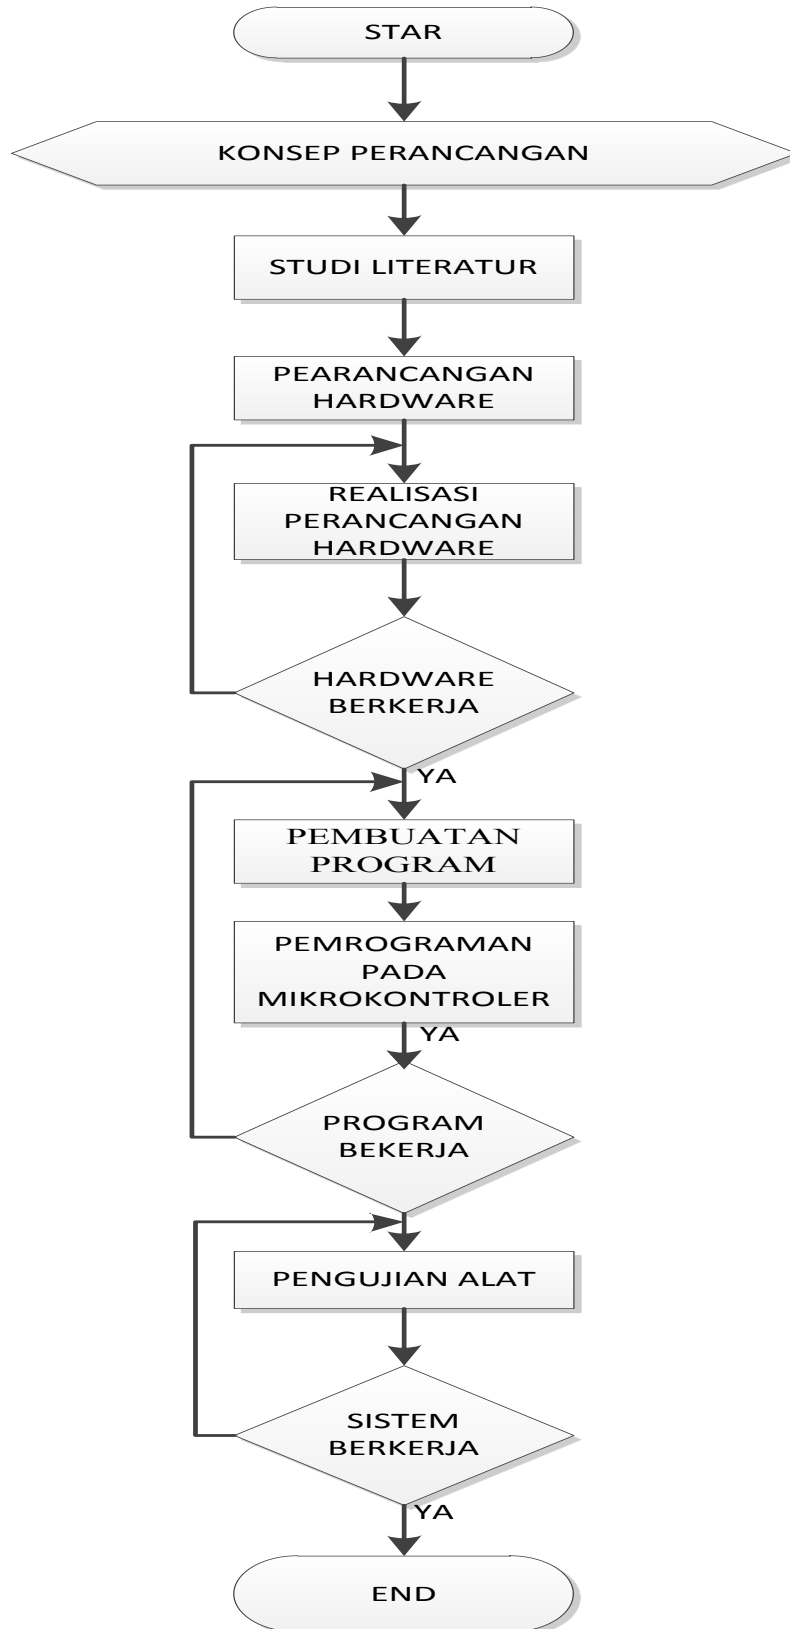 STAR
KONSEP PERANCANGAN
STUDI LITERATUR
PEARANCANGAN
HARDWARE
REALISASI
PERANCANGAN
HARDWARE
HARDWARE
BERKERJA
YA
PEMBUATAN
PROGRAM
PEMROGRAMAN
PADA
MIKROKONTROLER
YA
PROGRAM
BEKERJA
PENGUJIAN ALAT
SISTEM
BERKERJA
YA
END